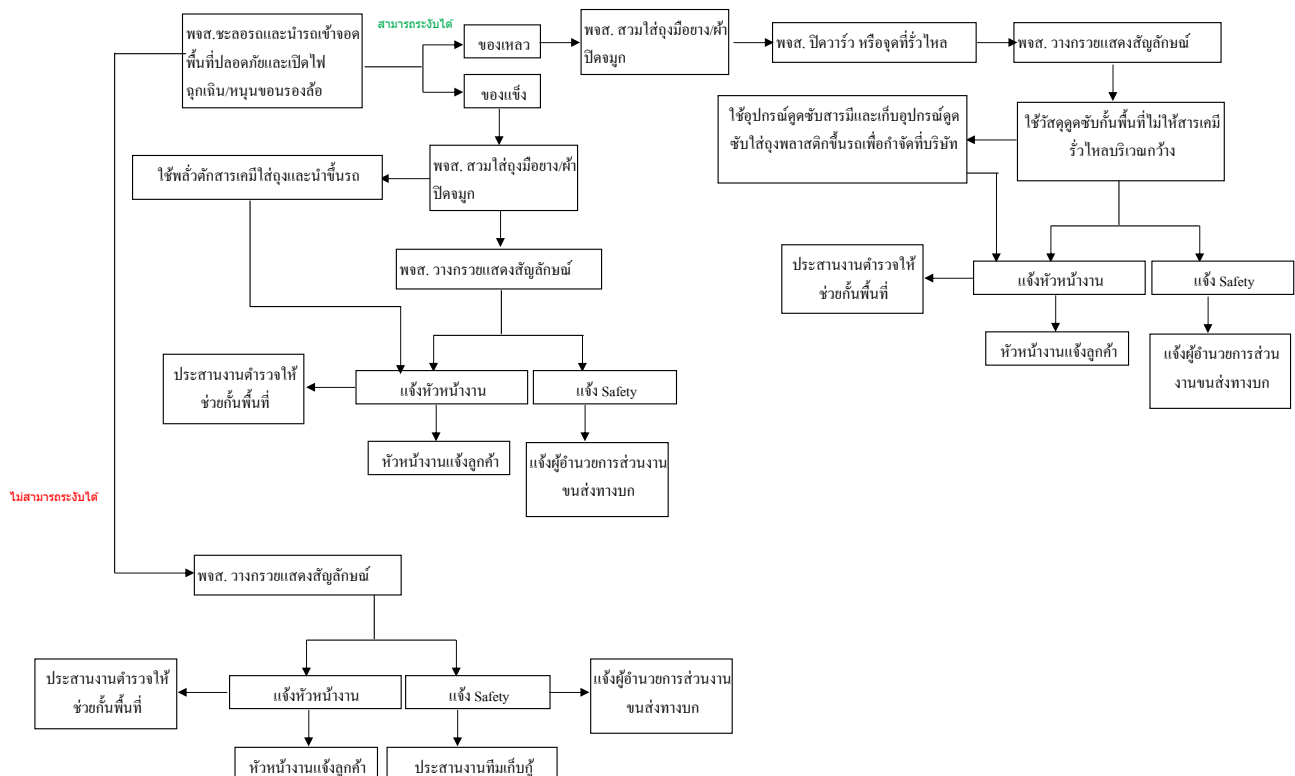 สามารถระงับได้
พจส.ชะลอรถและนำรถเข้าจอด
พื้นที่ปลอดภัยและเปิดไฟ
ฉุกเฉิน/หนุนขอนรองล้อ
ของเหลว
พจส. สวมใส่ถุงมือยาง/ผ้า
ปิดจมูก
พจส. ปิดวาร์ว หรือจุดที่รั่วไหล
พจส. วางกรวยแสดงสัญลักษณ์
ของแข็ง
ใช้อุปกรณ์ดูดซับสารมีและเก็บอุปกรณ์ดูด
ซับใส่ถุงพลาสติกขึ้นรถเพื่อกำจัดที่บริษัท
ใช้วัสดุดูดซับกั้นพื้นที่ไม่ให้สารเคมี
รั่วไหลบริเวณกว้าง
ใช้พลั่วตักสารเคมีใส่ถุงและนำขึ้นรถ
พจส. สวมใส่ถุงมือยาง/ผ้า
ปิดจมูก
พจส. วางกรวยแสดงสัญลักษณ์
ประสานงานตำรวจให้
ช่วยกั้นพื้นที่
แจ้งหัวหน้างาน
แจ้ง Safety
หัวหน้างานแจ้งลูกค้า
แจ้งผู้อำนวยการส่วน
งานขนส่งทางบก
ประสานงานตำรวจให้
ช่วยกั้นพื้นที่
แจ้งหัวหน้างาน
แจ้ง Safety
หัวหน้างานแจ้งลูกค้า
แจ้งผู้อำนวยการส่วนงาน
ขนส่งทางบก
ไม่สามารถระงับได้
พจส. วางกรวยแสดงสัญลักษณ์
ประสานงานตำรวจให้
ช่วยกั้นพื้นที่
แจ้งหัวหน้างาน
แจ้ง Safety
แจ้งผู้อำนวยการส่วนงาน
ขนส่งทางบก
หัวหน้างานแจ้งลูกค้า
ประสานงานทีมเก็บกู้